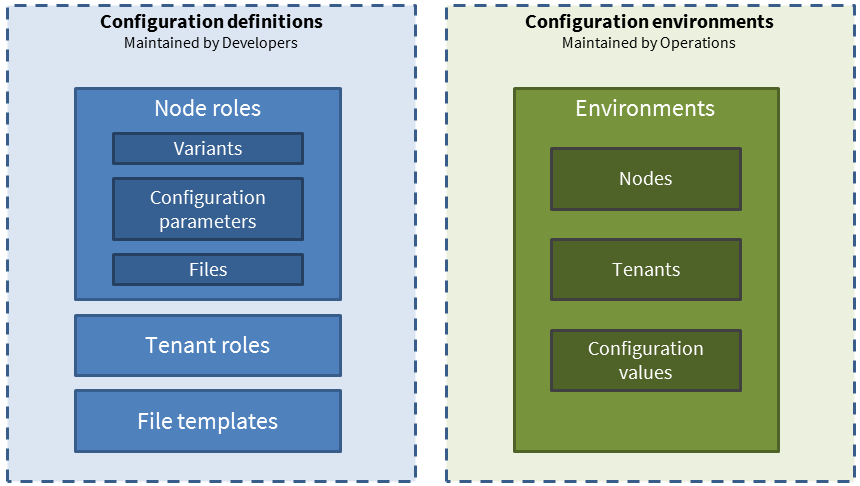 Configuration definitions
Maintained by Developers
Node roles
Variants
Configuration
parameters
Files
Tenant roles
File templates
Configuration environments
Maintained by Operations
Environments
Nodes
Tenants
Configuration
values